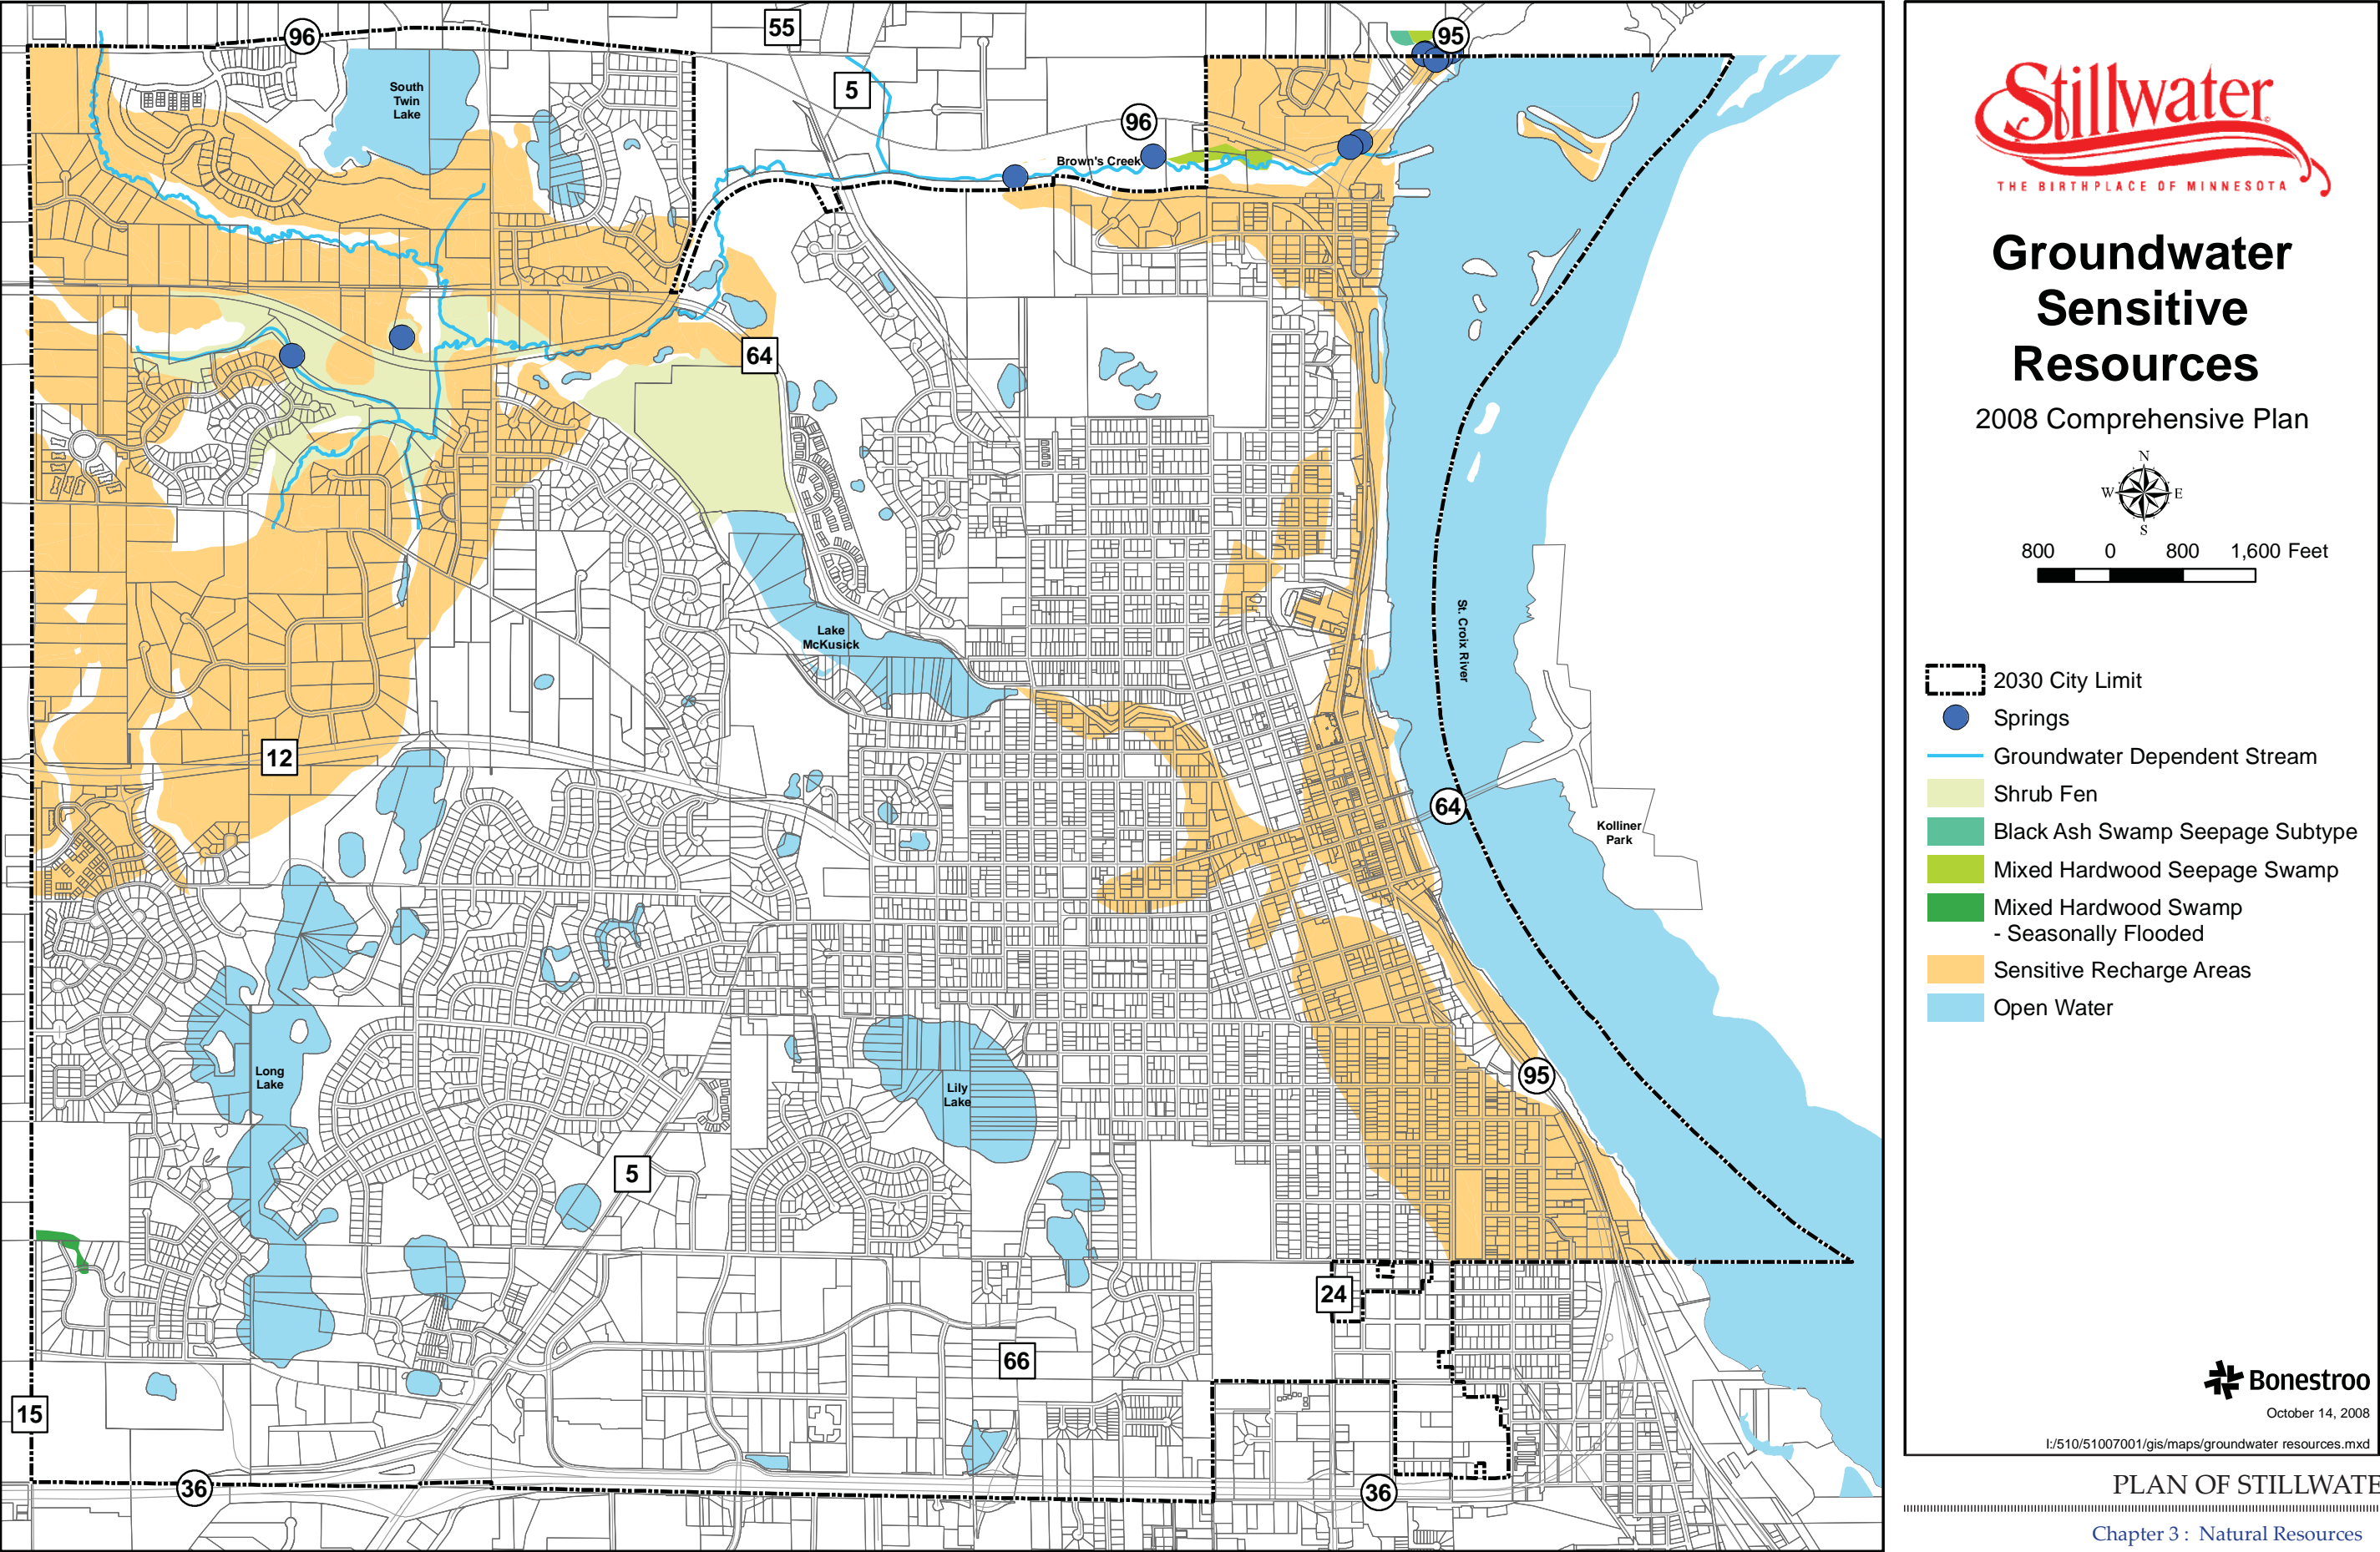 96
55
95
5
96
South
Twin
Lake
Brown's Creek
64
Lake
McKusick
St. Croix River
12
64
Kolliner
Park
Long
Lake
Lily
Lake
95
5
24
66
15
36
36
Stillwater
THE BIRTHPLACE OF MINNESOTA
Groundwater
Sensitive
Resources
2008 Comprehensive Plan
N
W E
S
800 0 800 1,600 Feet
2030 City Limit
Springs
Groundwater Dependent Stream
Shrub Fen
Black Ash Swamp Seepage Subtype
Mixed Hardwood Seepage Swamp
Mixed Hardwood Swamp
- Seasonally Flooded
Sensitive Recharge Areas
Open Water
Bonestroo
October 14, 2008
I:/510/51007001/gis/maps/groundwater resources.mxd
PLAN OF STILLWATE
Chapter 3 : Natural Resources